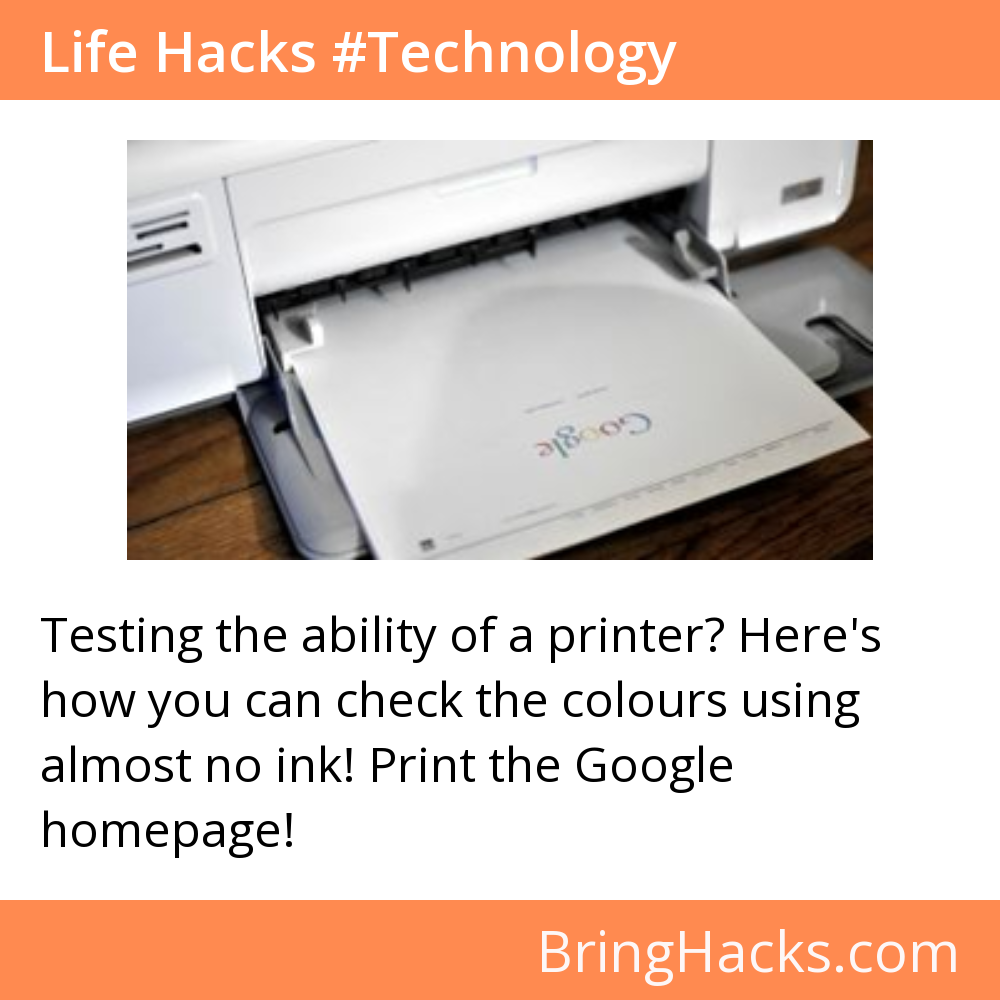 Life Hacks #Technology
Google
Testing the ability of a printer? Here's
how you can check the colours using
almost no ink! Print the Google
homepage!
BringHacks.com